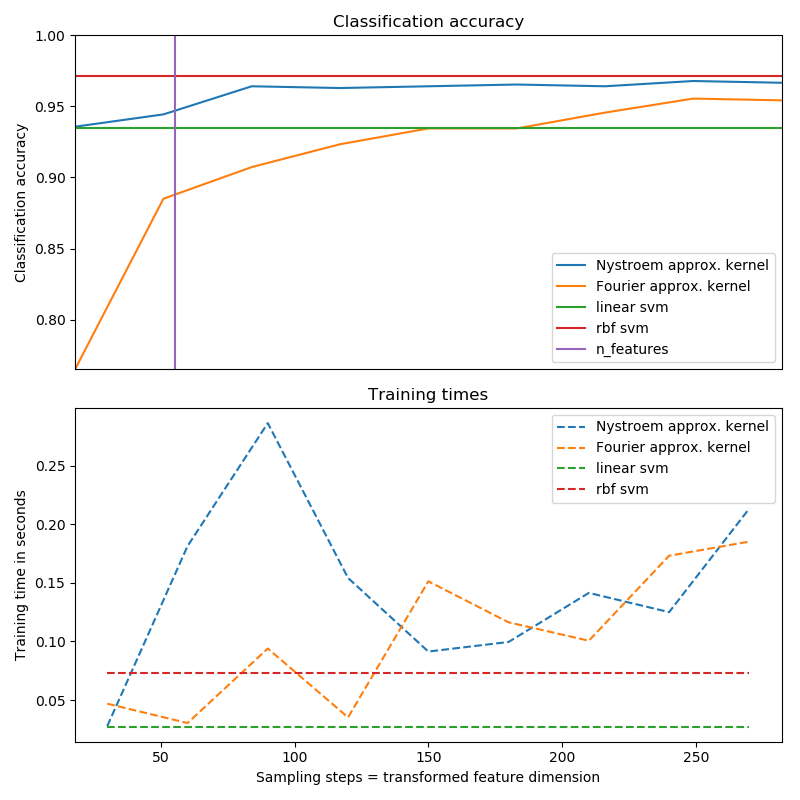 Classification accuracy
1.00
0.95
0.90
0.85
0.80
Classification accuracy
Nystroem approx. kernel
Fourier approx. kernel
linear svm
rbf svm
n_features
Training times
0.25
0.20
0.15
0.10
0.05
Training time in seconds
Nystroem approx. kernel
Fourier approx. kernel
linear svm
rbf svm
50 100 150 200 250
Sampling steps = transformed feature dimension